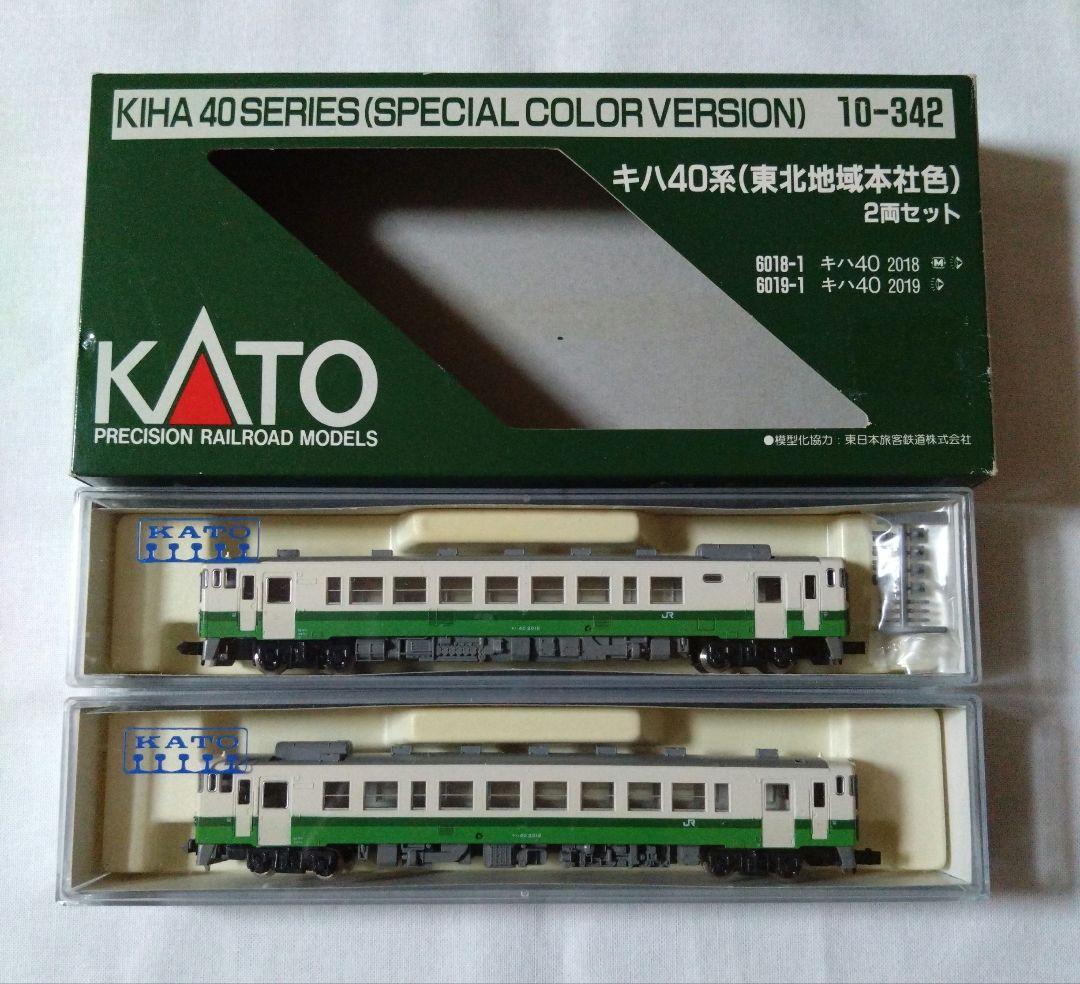 KIHA 40 SERIES (SPECIAL COLOR VERSION) 10-342
キハ40系(東北地域本社色)
2両セット
6018-1 キハ40 2018 M
6019-1 キハ40 2019
KATO
PRECISION RAILROAD MODELS
●模型化協力:東日本旅客鉄道株式会社
KATO
JR
KATO
JR